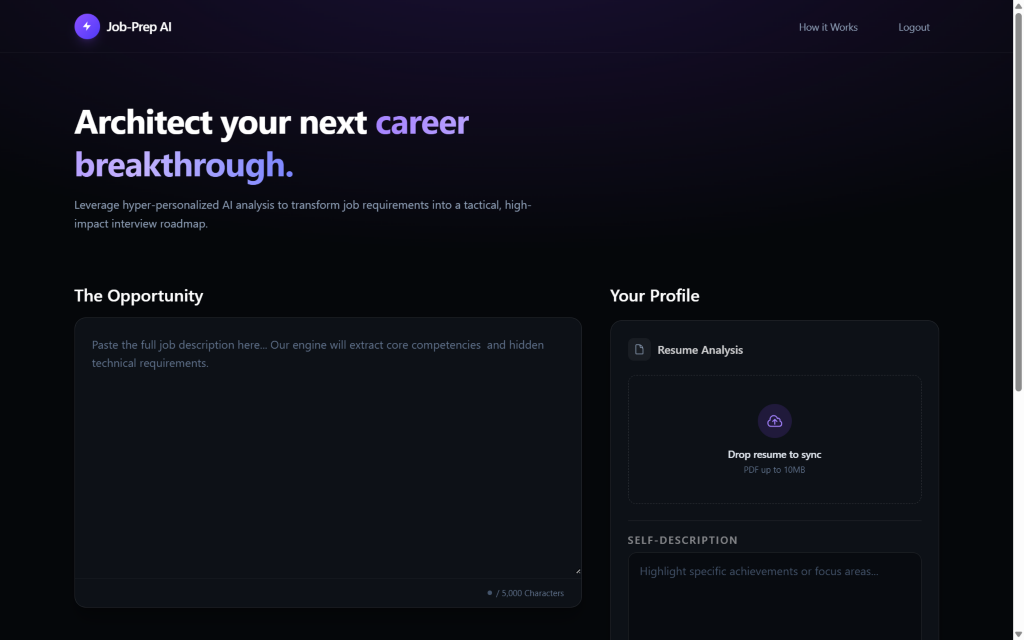 Job-Prep AI
How it Works
Logout
Architect your next career
breakthrough.
Leverage hyper-personalized AI analysis to transform job requirements into a tactical, high-
impact interview roadmap.
The Opportunity
Paste the full job description here... Our engine will extract core competencies  and hidden
technical requirements.
/ 5,000 Characters
Your Profile
Resume Analysis
Drop resume to sync
PDF up to 10MB
SELF-DESCRIPTION
Highlight specific achievements or focus areas...